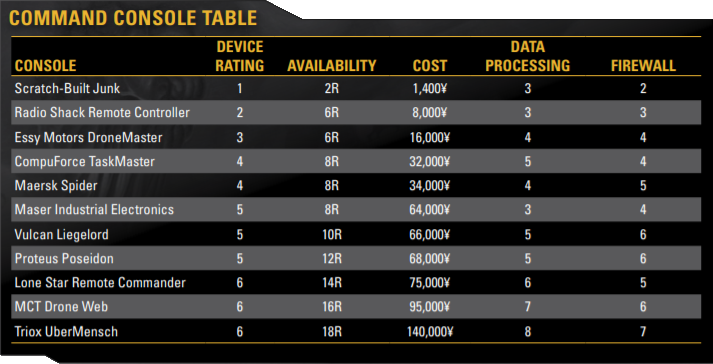 COMMAND CONSOLE TABLE
CONSOLE DEVICE RATING AVAILABILITY COST DATA PROCESSING FIREWALL
Scratch-Built Junk 1 2R 1,400¥ 3 2
Radio Shack Remote Controller 2 6R 8,000¥ 3 3
Essy Motors DroneMaster 3 6R 16,000¥ 4 4
CompuForce TaskMaster 4 8R 32,000¥ 5 4
Maersk Spider 4 8R 34,000¥ 4 5
Maser Industrial Electronics 5 8R 64,000¥ 3 4
Vulcan Liegelord 5 10R 66,000¥ 5 6
Proteus Poseidon 5 12R 68,000¥ 5 6
Lone Star Remote Commander 6 14R 75,000¥ 6 5
MCT Drone Web 6 16R 95,000¥ 7 6
Triox UberMensch 6 18R 140,000¥ 8 7